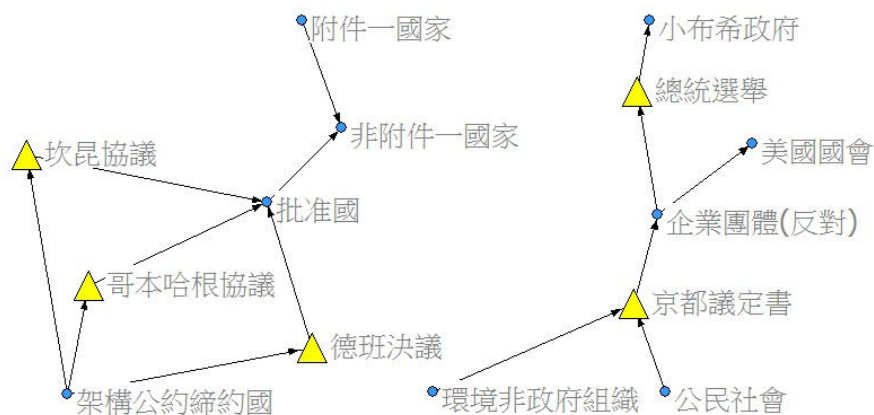 附件一國家
小布希政府
總統選舉
非附件一國家
美國國會
坎昆協議
批准國
企業團體(反對)
哥本哈根協議
京都議定書
德班決議
架構公約締約國
環境非政府組織
公民社會